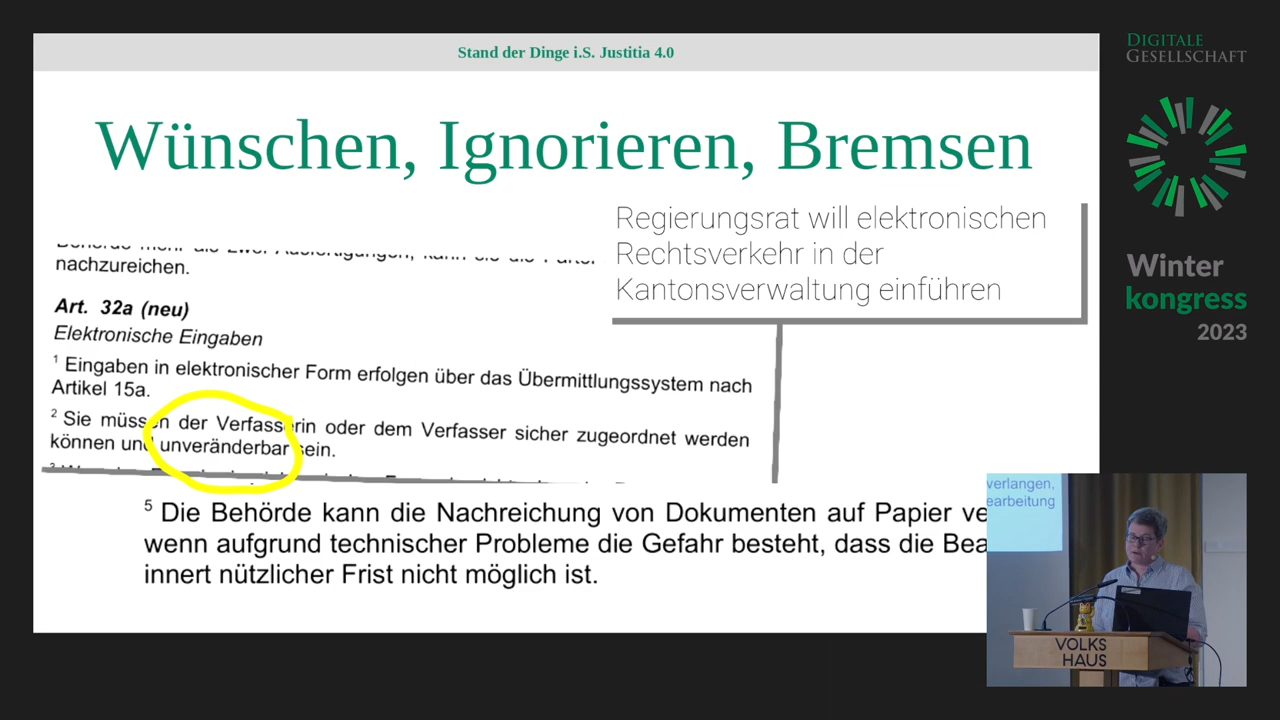 Stand der Dinge i.S. Justitia 4.0
Wünschen, Ignorieren, Bremsen
Regierungsrat will elektronischen
Rechtsverkehr in der
Kantonsverwaltung einführen
nachzureichen.
Art. 32a (neu)
Elektronische Eingaben
1 Eingaben in elektronischer Form erfolgen über das Übermittlungssystem nach
Artikel 15a.
2 Sie müssen der Verfasserin oder dem Verfasser sicher zugeordnet werden
können und unveränderbar sein.
5 Die Behörde kann die Nachreichung von Dokumenten auf Papier ve
wenn aufgrund technischer Probleme die Gefahr besteht, dass die Bea
innert nützlicher Frist nicht möglich ist.
DIGITALE
GESELLSCHAFT
Winter
kongress
2023
verlangen,
earbeitung
VOLKS
HAUS